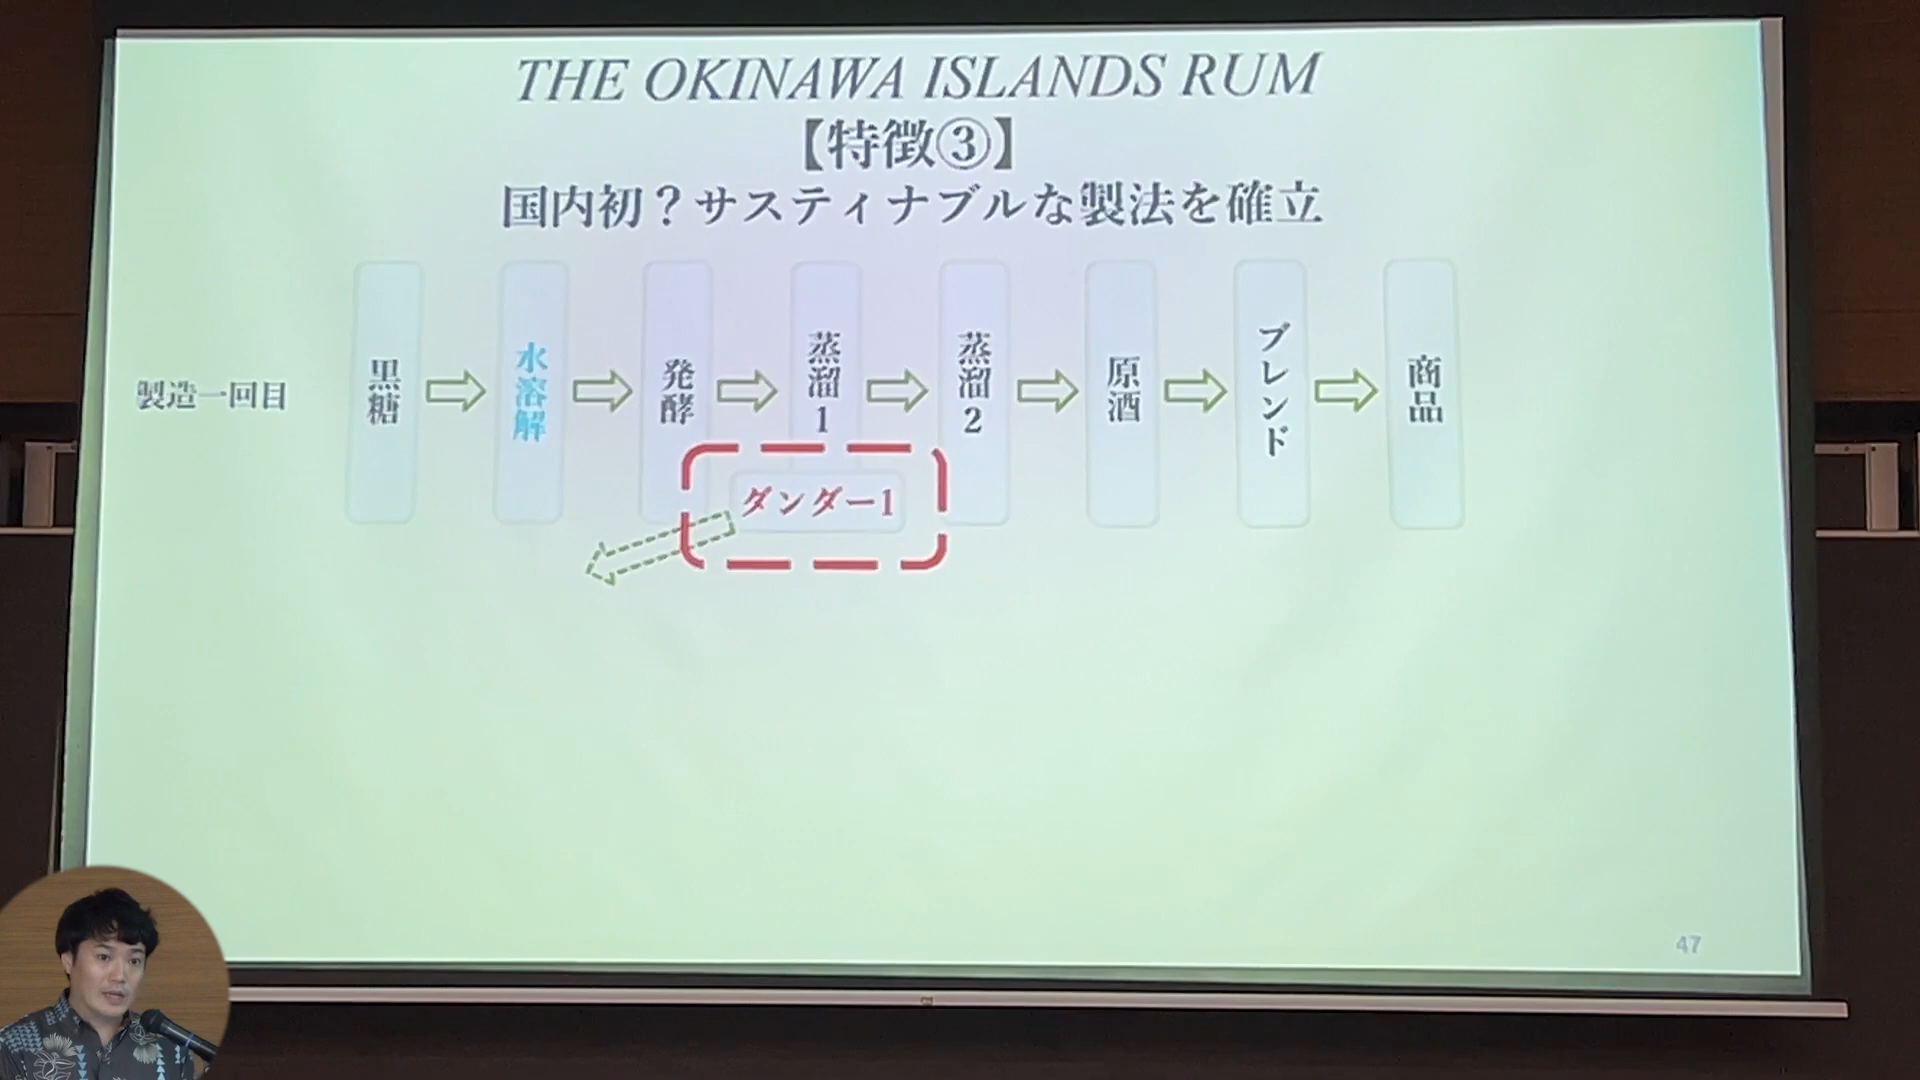 THE OKINAWA ISLANDS RUM
【特徴③】
国内初？サスティナブルな製法を確立
製造一回目
黒糖
水溶解
発酵
蒸溜1
蒸溜2
原酒
ブレンド
商品
ダンダー1
47